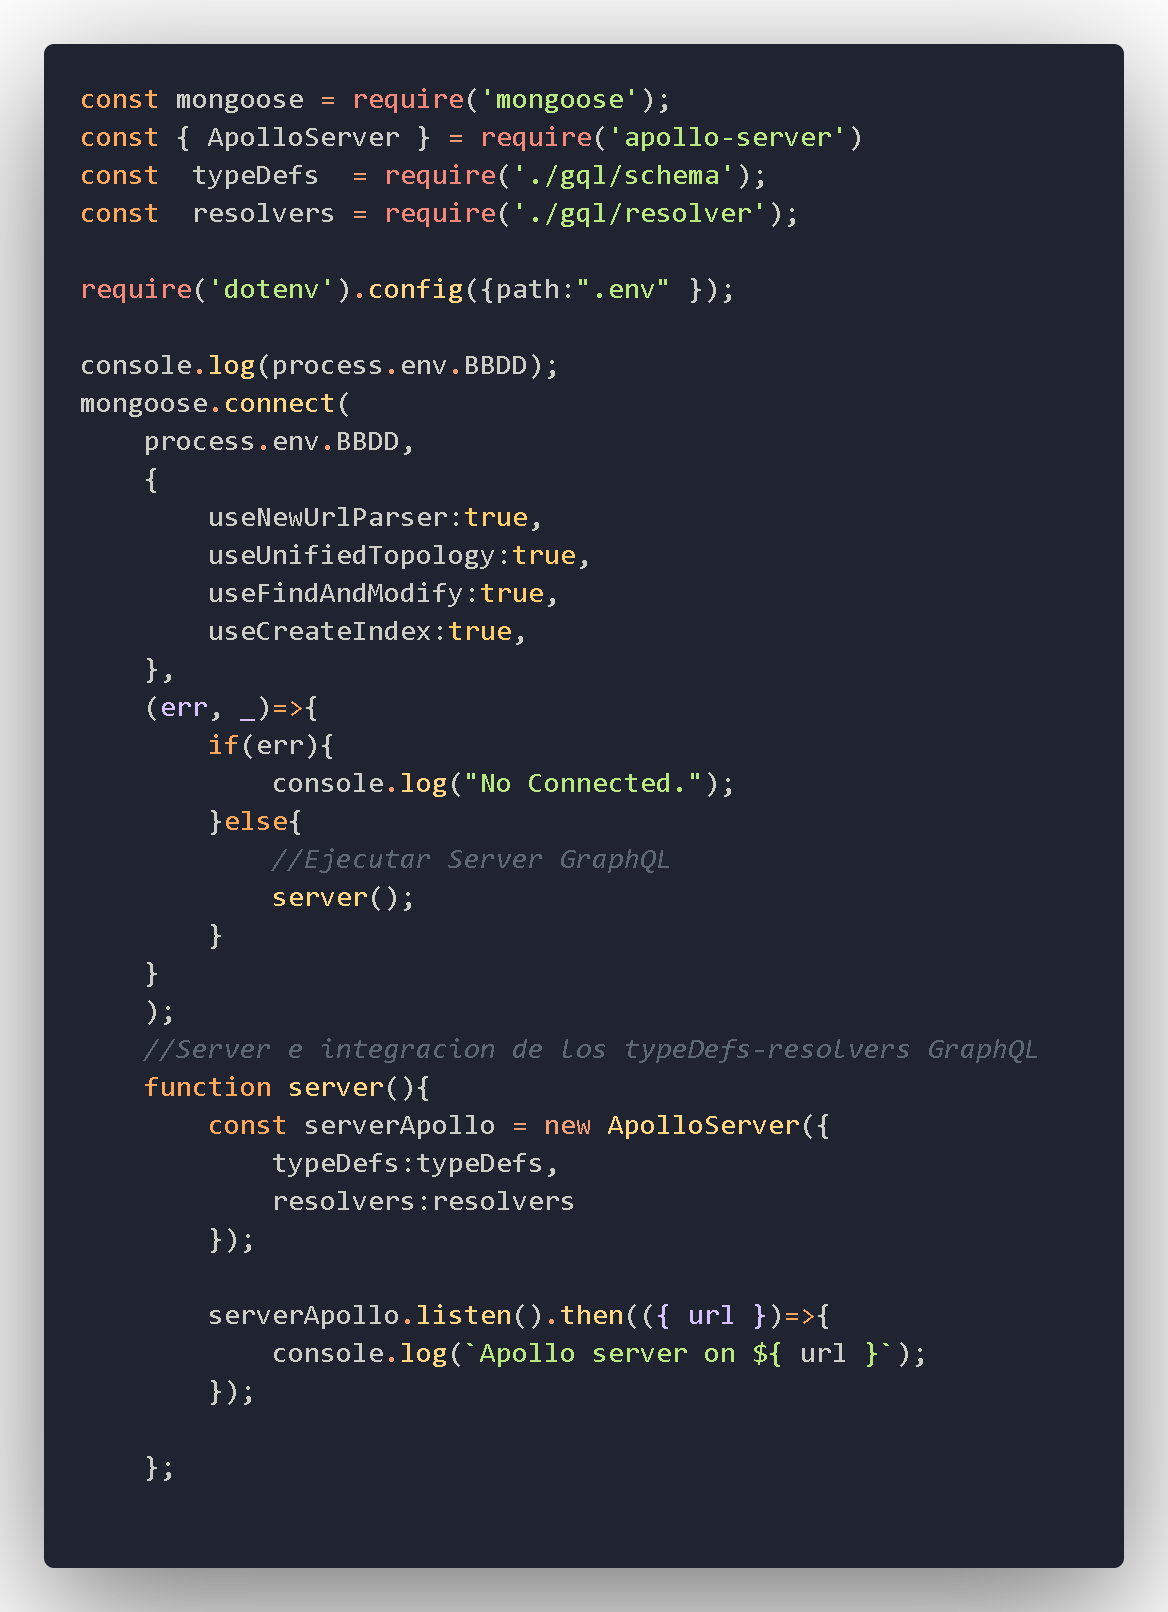 const mongoose = require('mongoose');
const { ApolloServer } = require('apollo-server')
const  typeDefs  = require('./gql/schema');
const  resolvers = require('./gql/resolver');
require('dotenv').config({path:".env" });
console.log(process.env.BBDD);
mongoose.connect(
    process.env.BBDD,
    {
        useNewUrlParser:true,
        useUnifiedTopology:true,
        useFindAndModify:true,
        useCreateIndex:true,
    },
    (err, _)=>{
        if(err){
            console.log("No Connected.");
        }else{
            //Ejecutar Server GraphQL
            server();
        }
    }
    );
    //Server e integracion de los typeDefs-resolvers GraphQL
    function server(){
        const serverApollo = new ApolloServer({
            typeDefs:typeDefs,
            resolvers:resolvers
        });
        serverApollo.listen().then(({ url })=>{
            console.log(`Apollo server on ${ url }`);
        });
    };